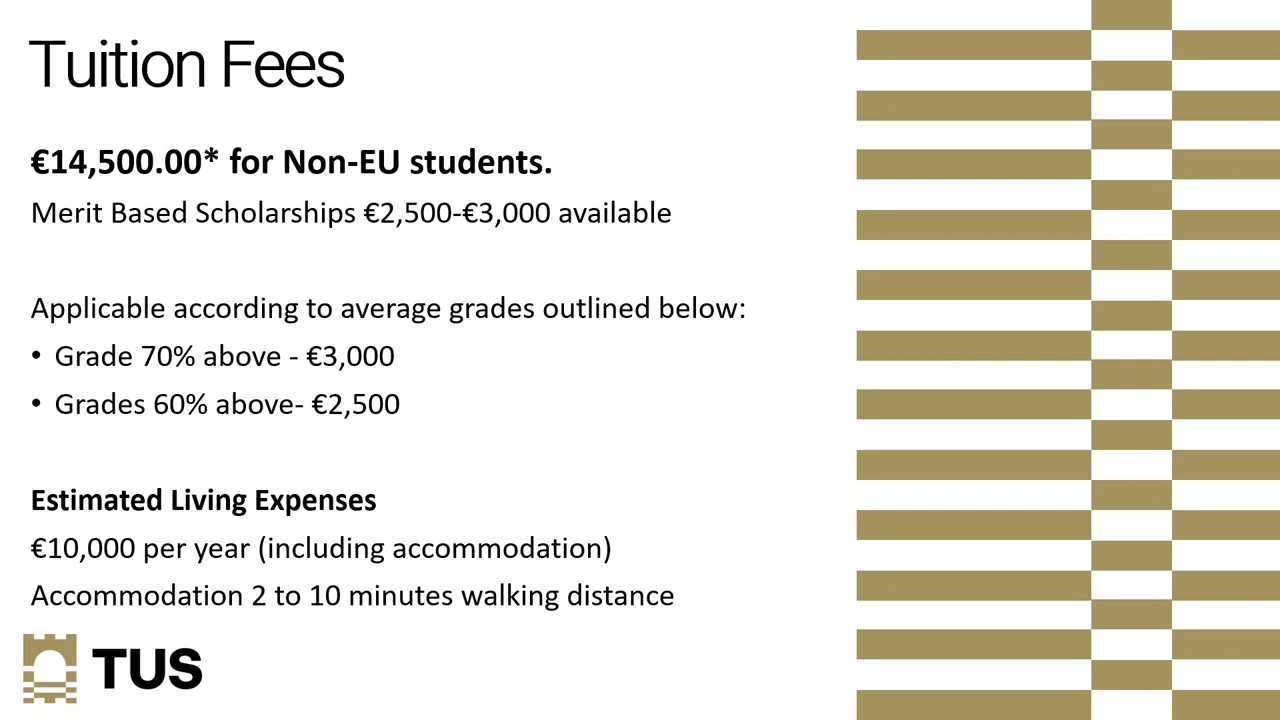 Tuition Fees
€14,500.00* for Non-EU students.
Merit Based Scholarships €2,500-€3,000 available
Applicable according to average grades outlined below:
• Grade 70% above - €3,000
• Grades 60% above- €2,500
Estimated Living Expenses
€10,000 per year (including accommodation)
Accommodation 2 to 10 minutes walking distance
TUS